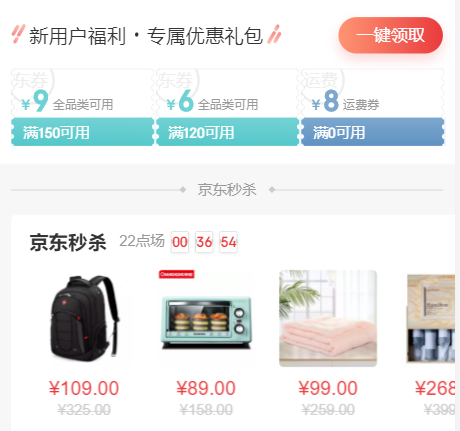 新用户福利·专属优惠礼包
一键领取
东券 东券 运费
¥9 全品类可用 ¥6 全品类可用 ¥8 运费券
满150可用 满120可用 满0可用
京东秒杀
京东秒杀 22点场 00 36 54
¥109.00 ¥89.00 ¥99.00 ¥268
¥325.00 ¥158.00 ¥259.00 ¥399